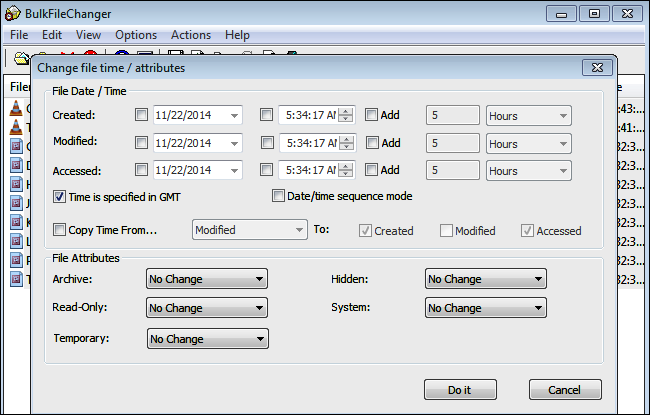 BulkFileChanger
File Edit View Options Actions Help
Change file time / attributes
File Date / Time
Created: 11/22/2014 5:34:17 Al Add 5 Hours
Modified: 11/22/2014 5:34:17 Al Add 5 Hours
Accessed: 11/22/2014 5:34:17 Al Add 5 Hours
Time is specified in GMT Date/time sequence mode
Copy Time From... Modified To: Created Modified Accessed
File Attributes
Archive: No Change Hidden: No Change
Read-Only: No Change System: No Change
Temporary: No Change
Do it Cancel